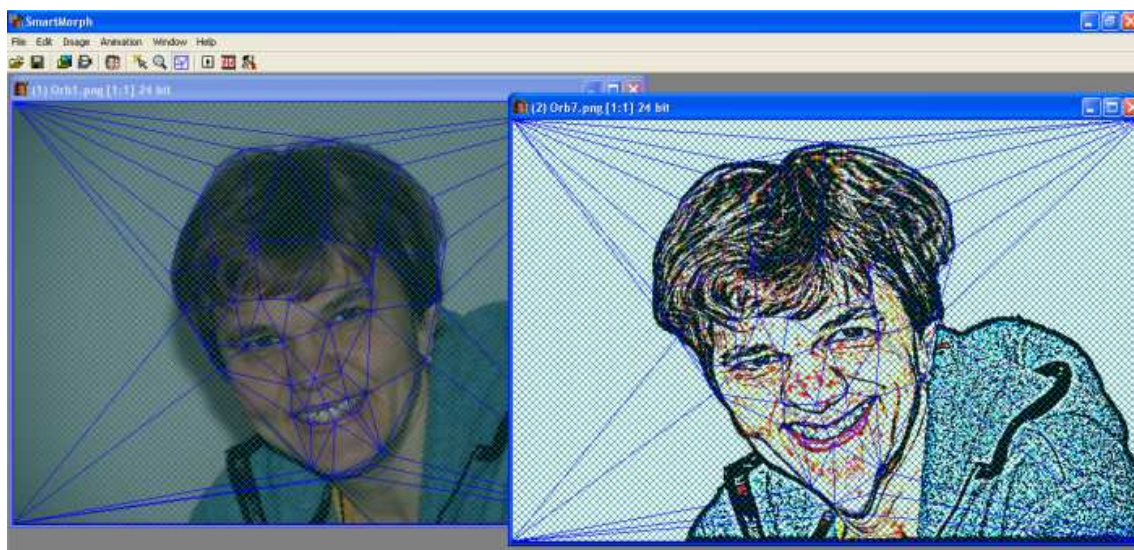 SmartMorph
File Edit Image Animation Window Help
(1) Orb1.png [1:1] 24 bit
(2) Orb7.png [1:1] 24 bit